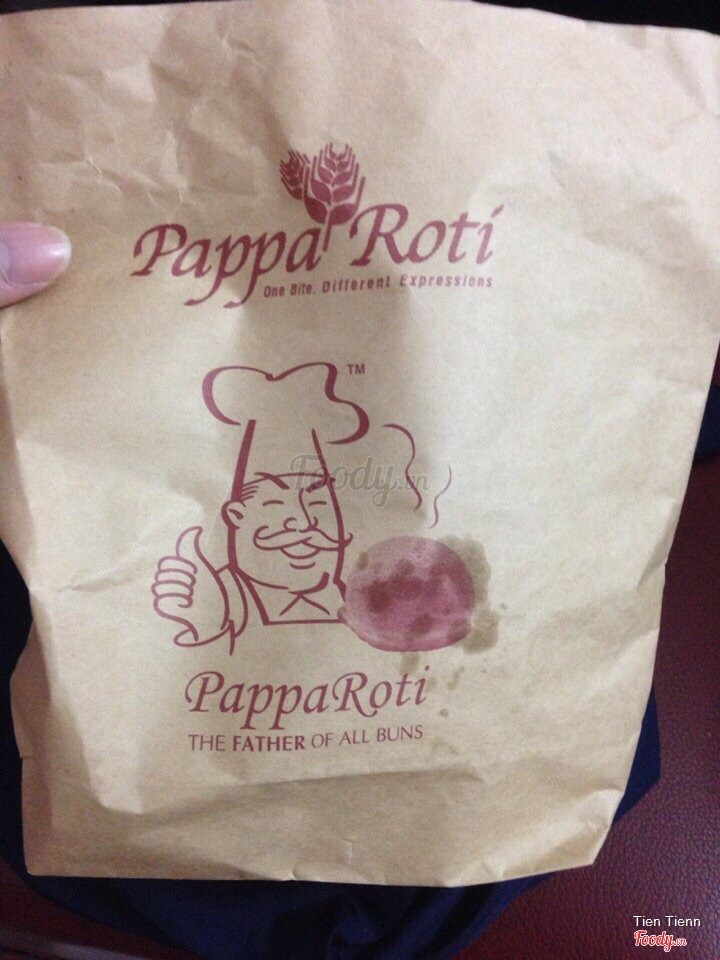 Pappa Roti
One Bite. Different Expressions
TM
Foody.vn
PappaRoti
THE FATHER OF ALL BUNS
Tien Tienn
Foody.vn